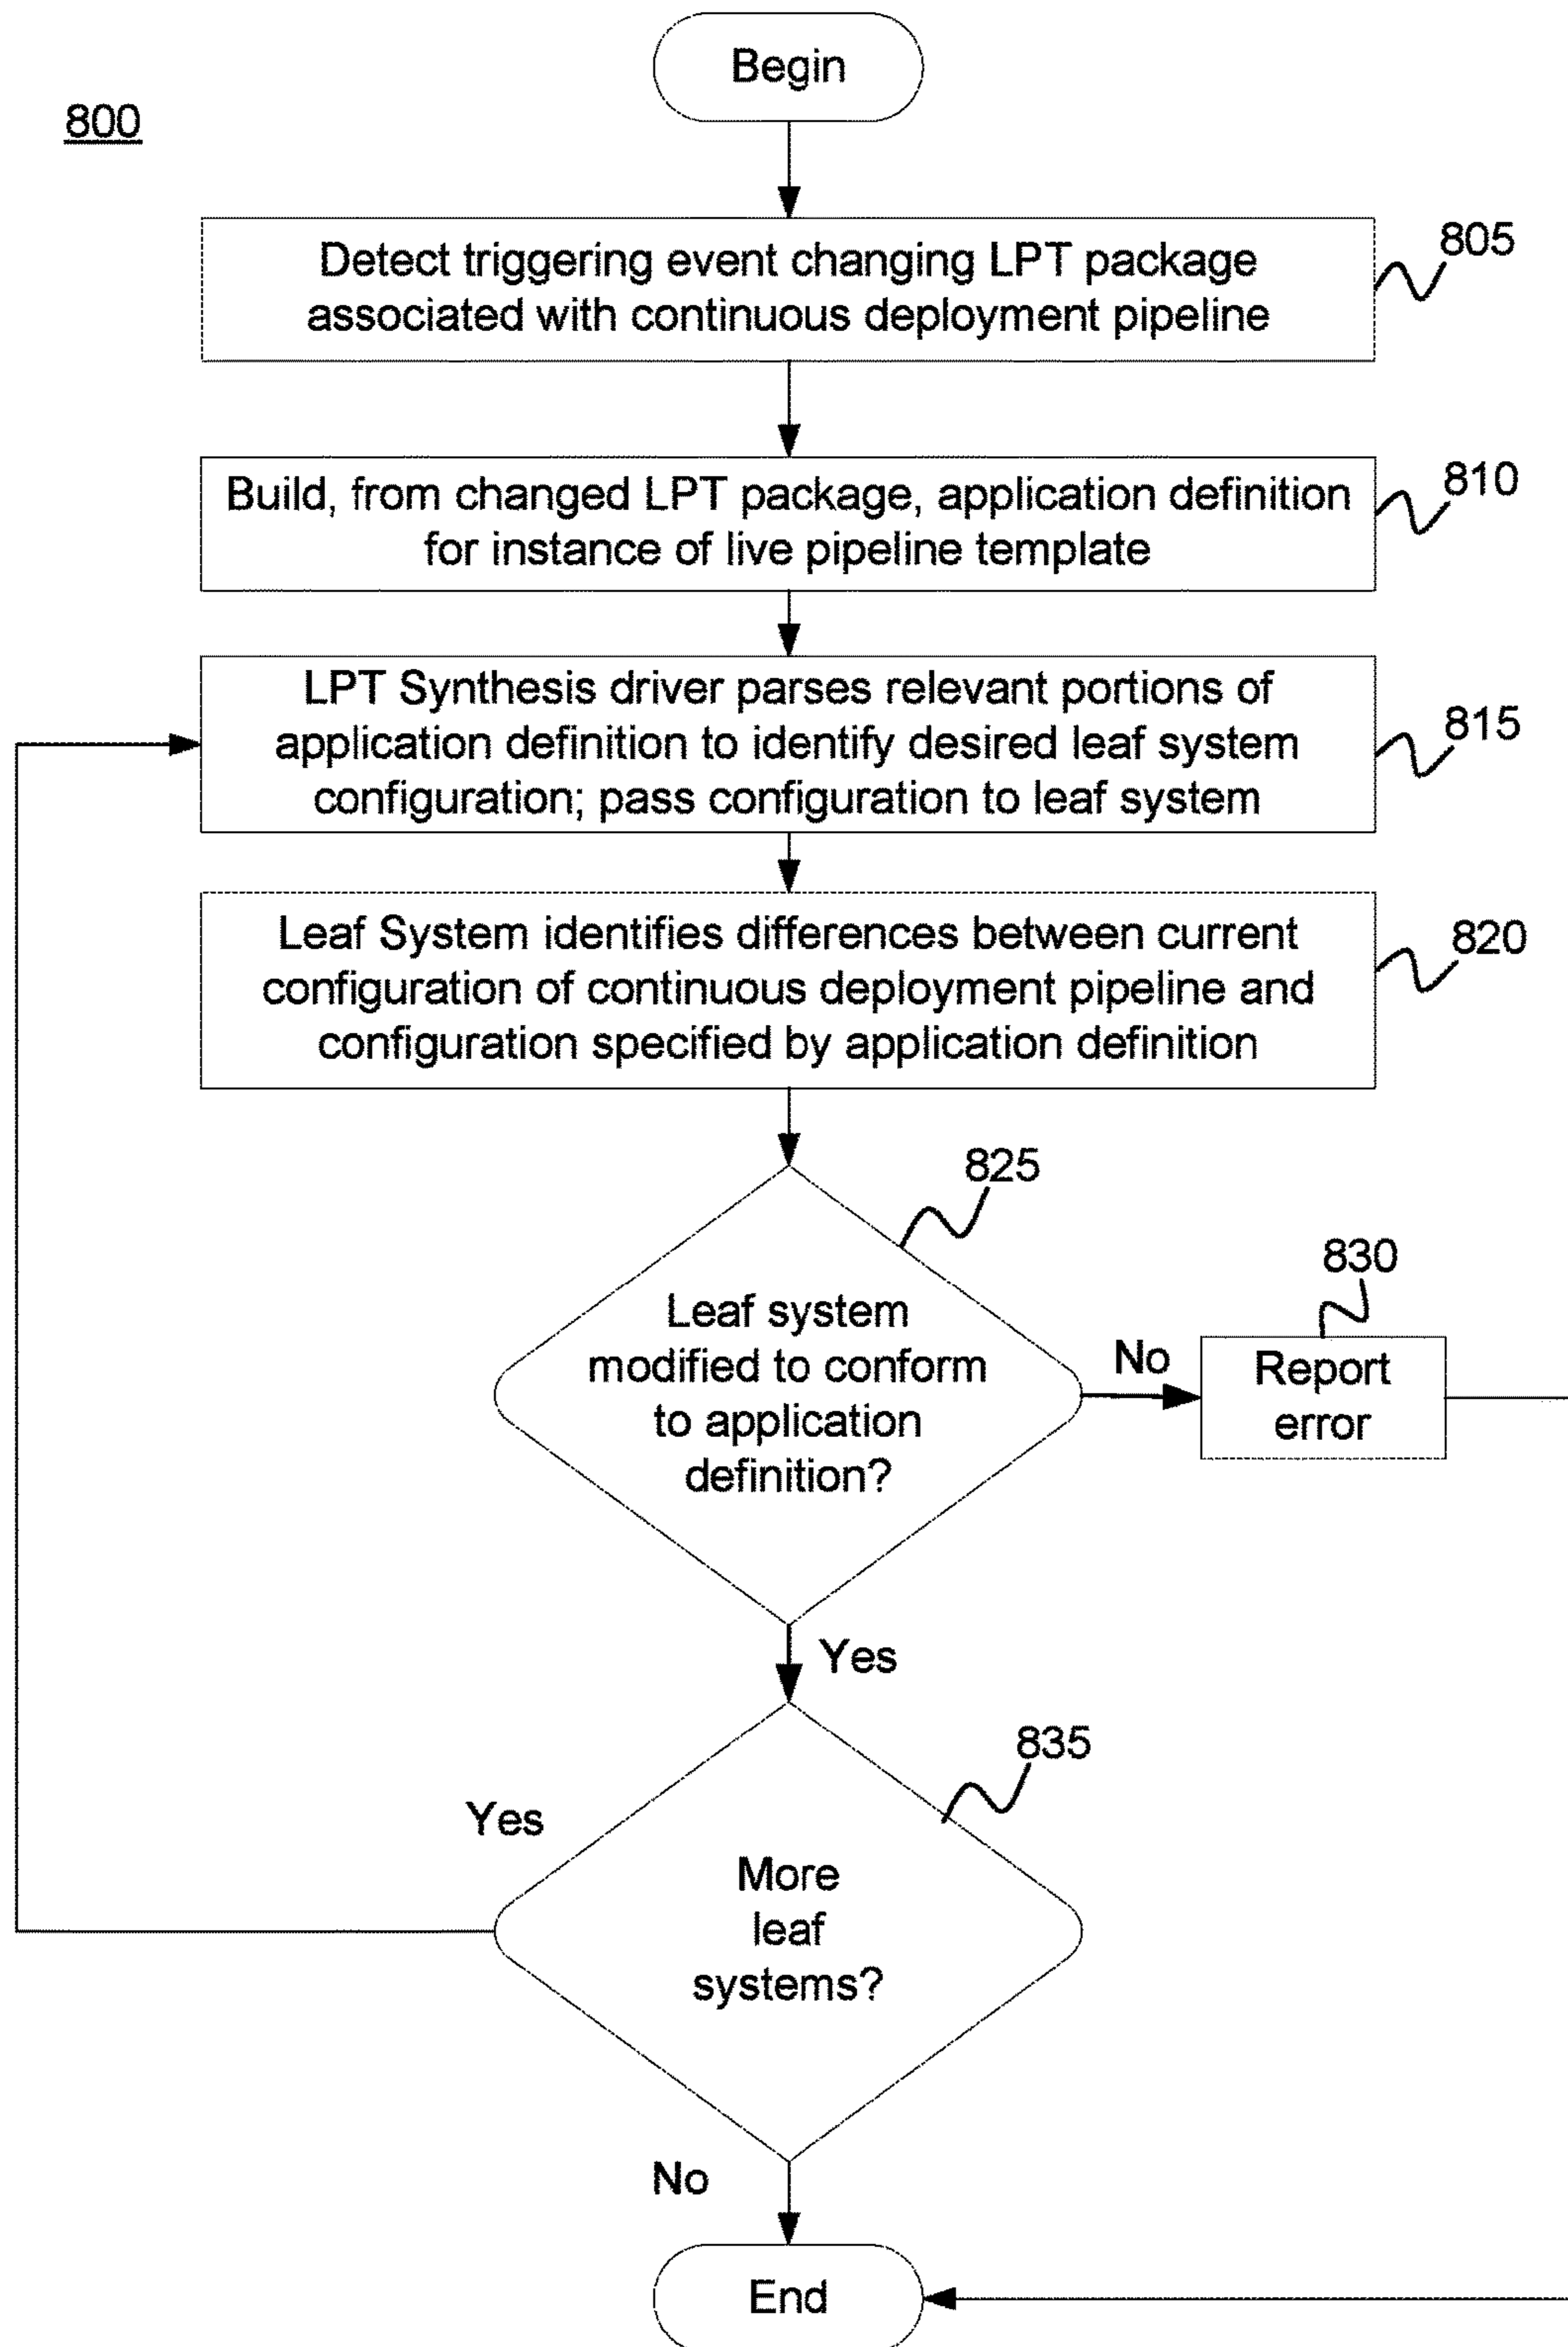 Begin
800
Detect triggering event changing LPT package
associated with continuous deployment pipeline
805
Build, from changed LPT package, application definition
for instance of live pipeline template
810
LPT Synthesis driver parses relevant portions of
application definition to identify desired leaf system
configuration; pass configuration to leaf system
815
Leaf System identifies differences between current
configuration of continuous deployment pipeline and
configuration specified by application definition
820
825
Leaf system
modified to conform
to application
definition?
No
830
Report
error
Yes
835
Yes
More
leaf
systems?
No
End